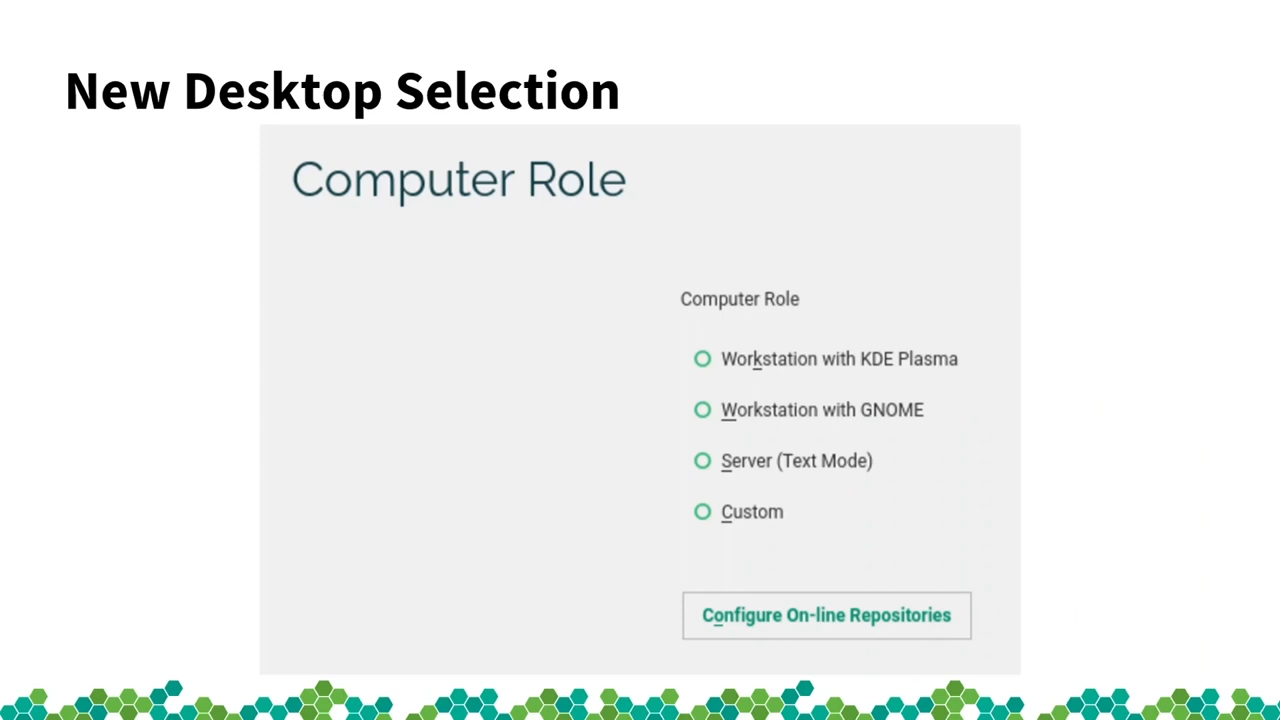 New Desktop Selection
Computer Role
Computer Role
Workstation with KDE Plasma
Workstation with GNOME
Server (Text Mode)
Custom
Configure On-line Repositories